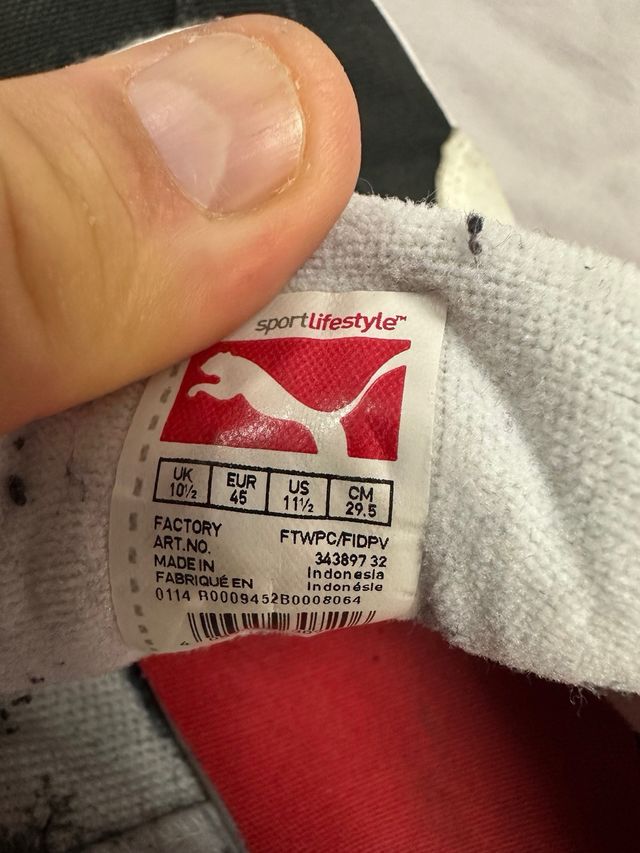 sportlifestyle™
UK EUR US CM
10½ 45 11½ 29.5
FACTORY FTWPC/FIDPV
ART.NO. 343897 32
MADE IN Indonesia
FABRIQUÉ EN Indonésie
0114 R0009452B0008064